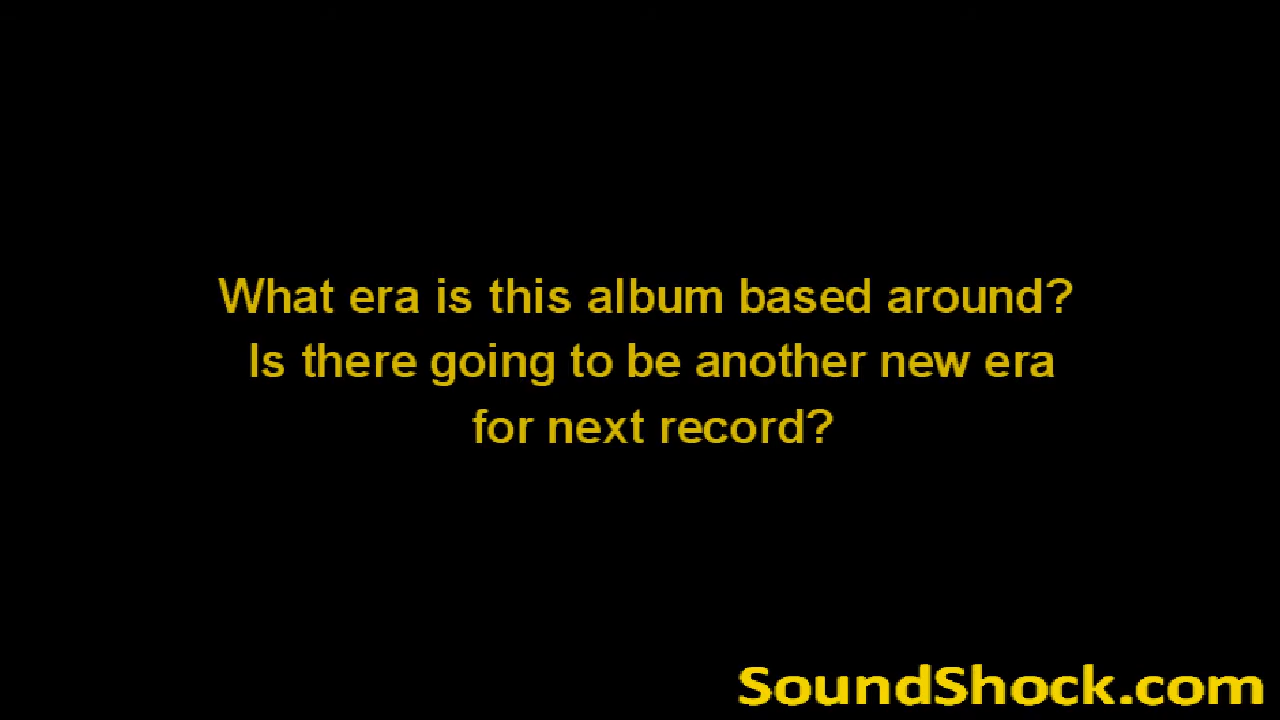 What era is this album based around?
Is there going to be another new era
for next record?
SoundShock.com